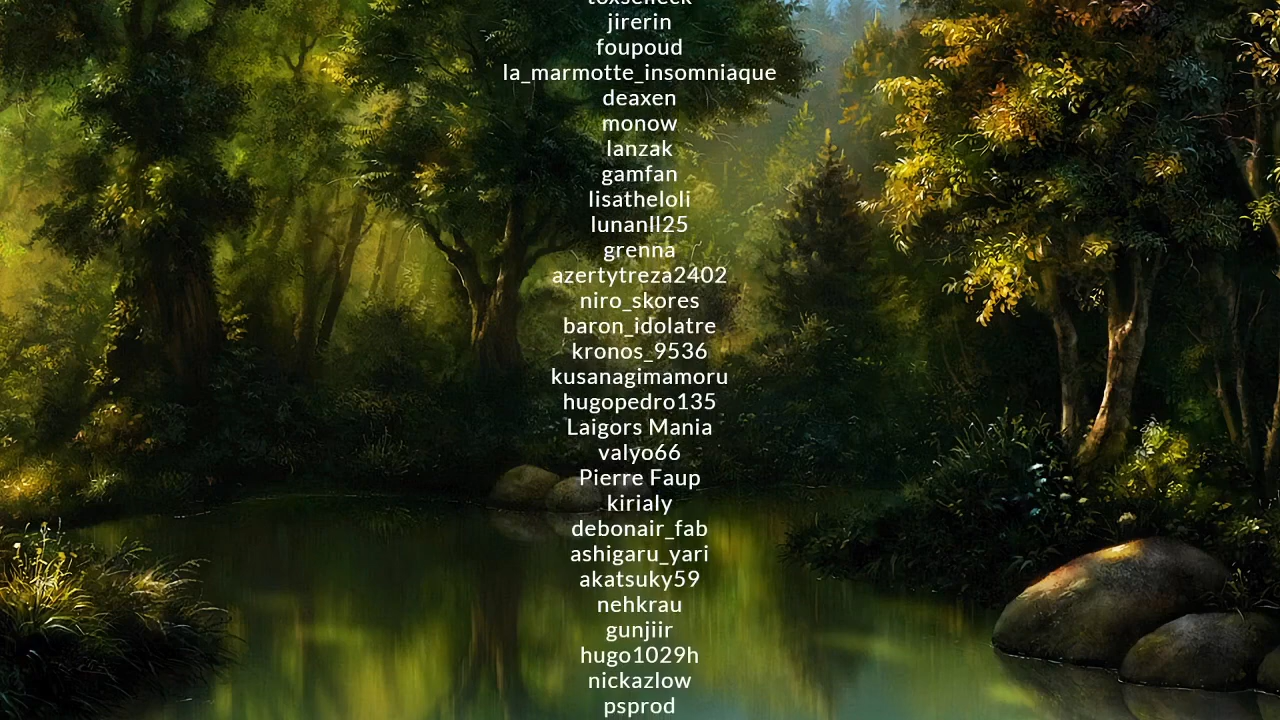 jirerin
foupoud
la_marmotte_insomniaque
deaxen
monow
lanzak
gamfan
lisatheloli
lunanll25
grenna
azertytreza2402
niro_skores
baron_idolatre
kronos_9536
kusanagimamoru
hugopedro135
Laigors Mania
valyo66
Pierre Faup
kirialy
debonair_fab
ashigaru_yari
akatsuky59
nehkrau
gunjiir
hugo1029h
nickazlow
psprod